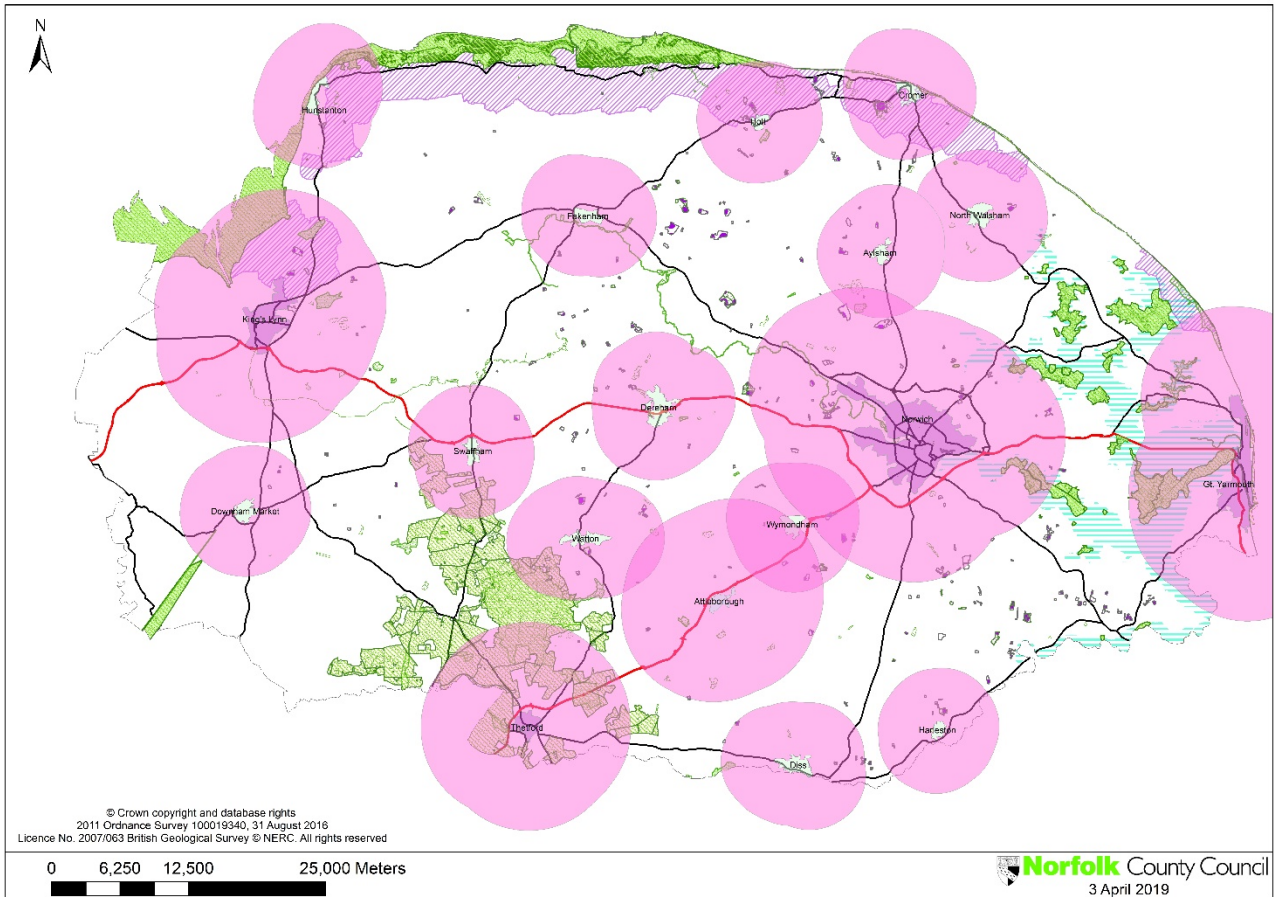 N
Hunstanton
Cromer
Holt
Fakenham
North Walsham
Aylsham
King's Lynn
Dereham
Norwich
Swaffham
Gt. Yarmouth
Downham Market
Wymondham
Watton
Attleborough
Thetford
Harleston
Diss
© Crown copyright and database rights
2011 Ordnance Survey 100019340, 31 August 2016
Licence No. 2007/063 British Geological Survey © NERC. All rights reserved
0 6,250 12,500 25,000 Meters
Norfolk County Council
3 April 2019